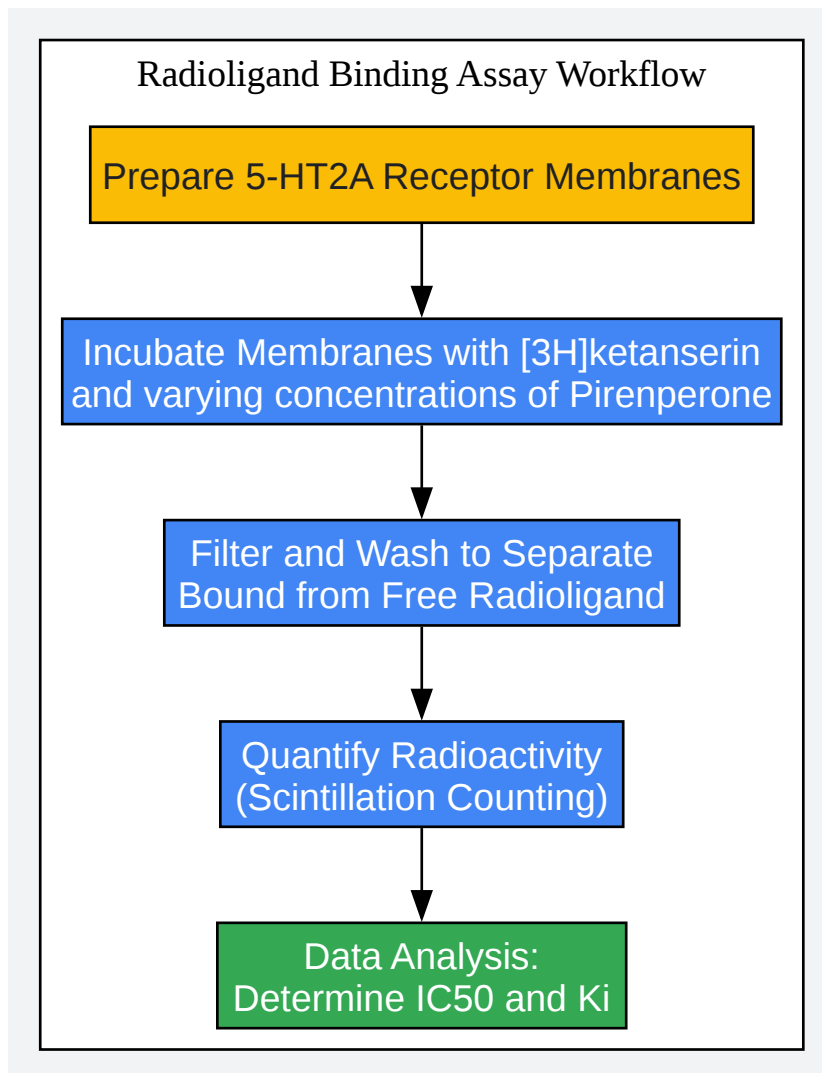 Radioligand Binding Assay Workflow
Prepare 5-HT2A Receptor Membranes
Incubate Membranes with [3H]ketanserin
and varying concentrations of Pirenperone
Filter and Wash to Separate
Bound from Free Radioligand
Quantify Radioactivity
(Scintillation Counting)
Data Analysis:
Determine IC50 and Ki